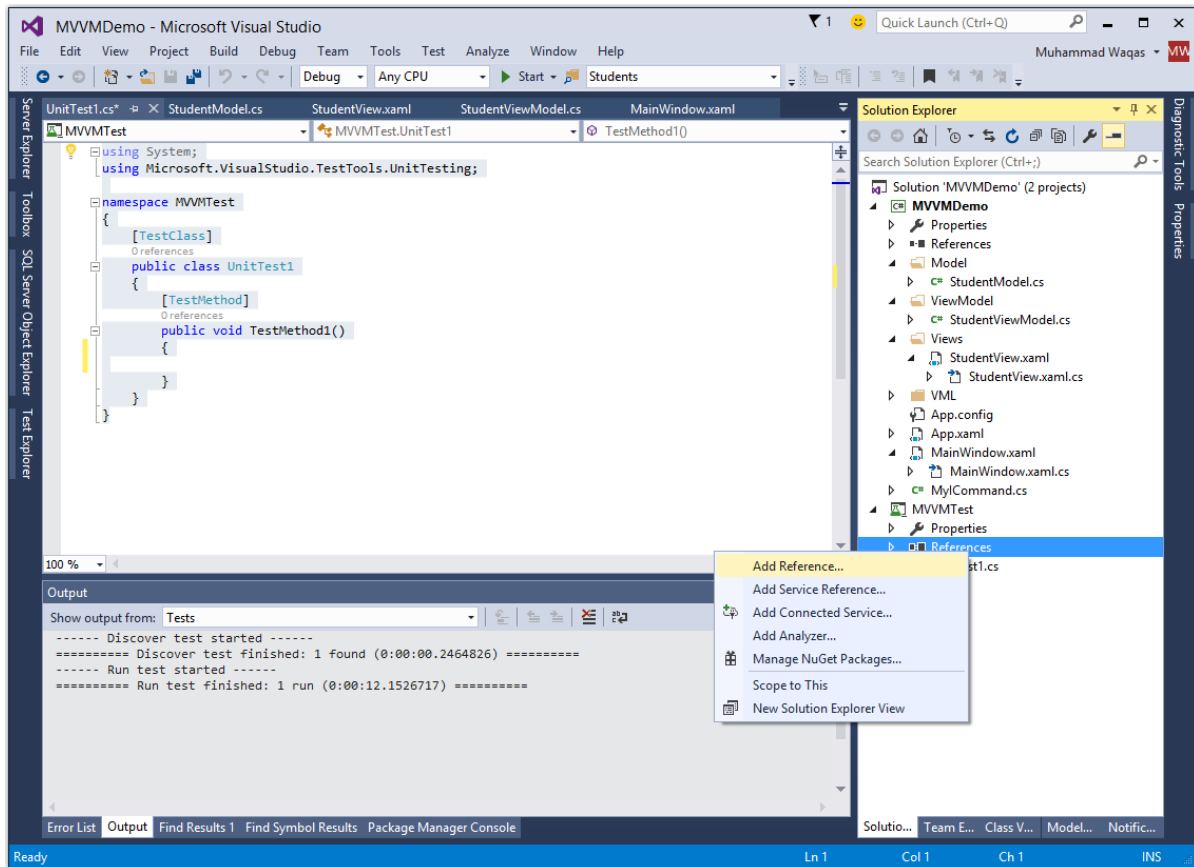 MVVMDemo - Microsoft Visual Studio
1
Quick Launch (Ctrl+Q)
File Edit View Project Build Debug Team Tools Test Analyze Window Help
Muhammad Waqas
MW
Debug
Any CPU
Start
Students
Server Explorer
Toolbox
SQL Server Object Explorer
Test Explorer
UnitTest1.cs*
StudentModel.cs
StudentView.xaml
StudentViewModel.cs
MainWindow.xaml
MVVMTest
MVVMTest.UnitTest1
TestMethod1()
using System;
using Microsoft.VisualStudio.TestTools.UnitTesting;
namespace MVVMTest
{
[TestClass]
0 references
public class UnitTest1
{
[TestMethod]
0 references
public void TestMethod1()
{
}
}
}
100 %
Output
Show output from: Tests
------ Discover test started ------
========== Discover test finished: 1 found (0:00:00.2464826) ==========
------ Run test started ------
========== Run test finished: 1 run (0:00:12.1526717) ==========
Error List Output Find Results 1 Find Symbol Results Package Manager Console
Solution Explorer
Search Solution Explorer (Ctrl+;)
Solution 'MVVMDemo' (2 projects)
C# MVVMDemo
Properties
References
Model
C# StudentModel.cs
ViewModel
C# StudentViewModel.cs
Views
StudentView.xaml
StudentView.xaml.cs
VML
App.config
App.xaml
MainWindow.xaml
MainWindow.xaml.cs
C# MyICommand.cs
MVVMTest
Properties
References
st1.cs
Add Reference...
Add Service Reference...
Add Connected Service...
Add Analyzer...
Manage NuGet Packages...
Scope to This
New Solution Explorer View
Solutio... Team E... Class V... Model... Notific...
Diagnostic Tools
Properties
Ready
Ln 1
Col 1
Ch 1
INS